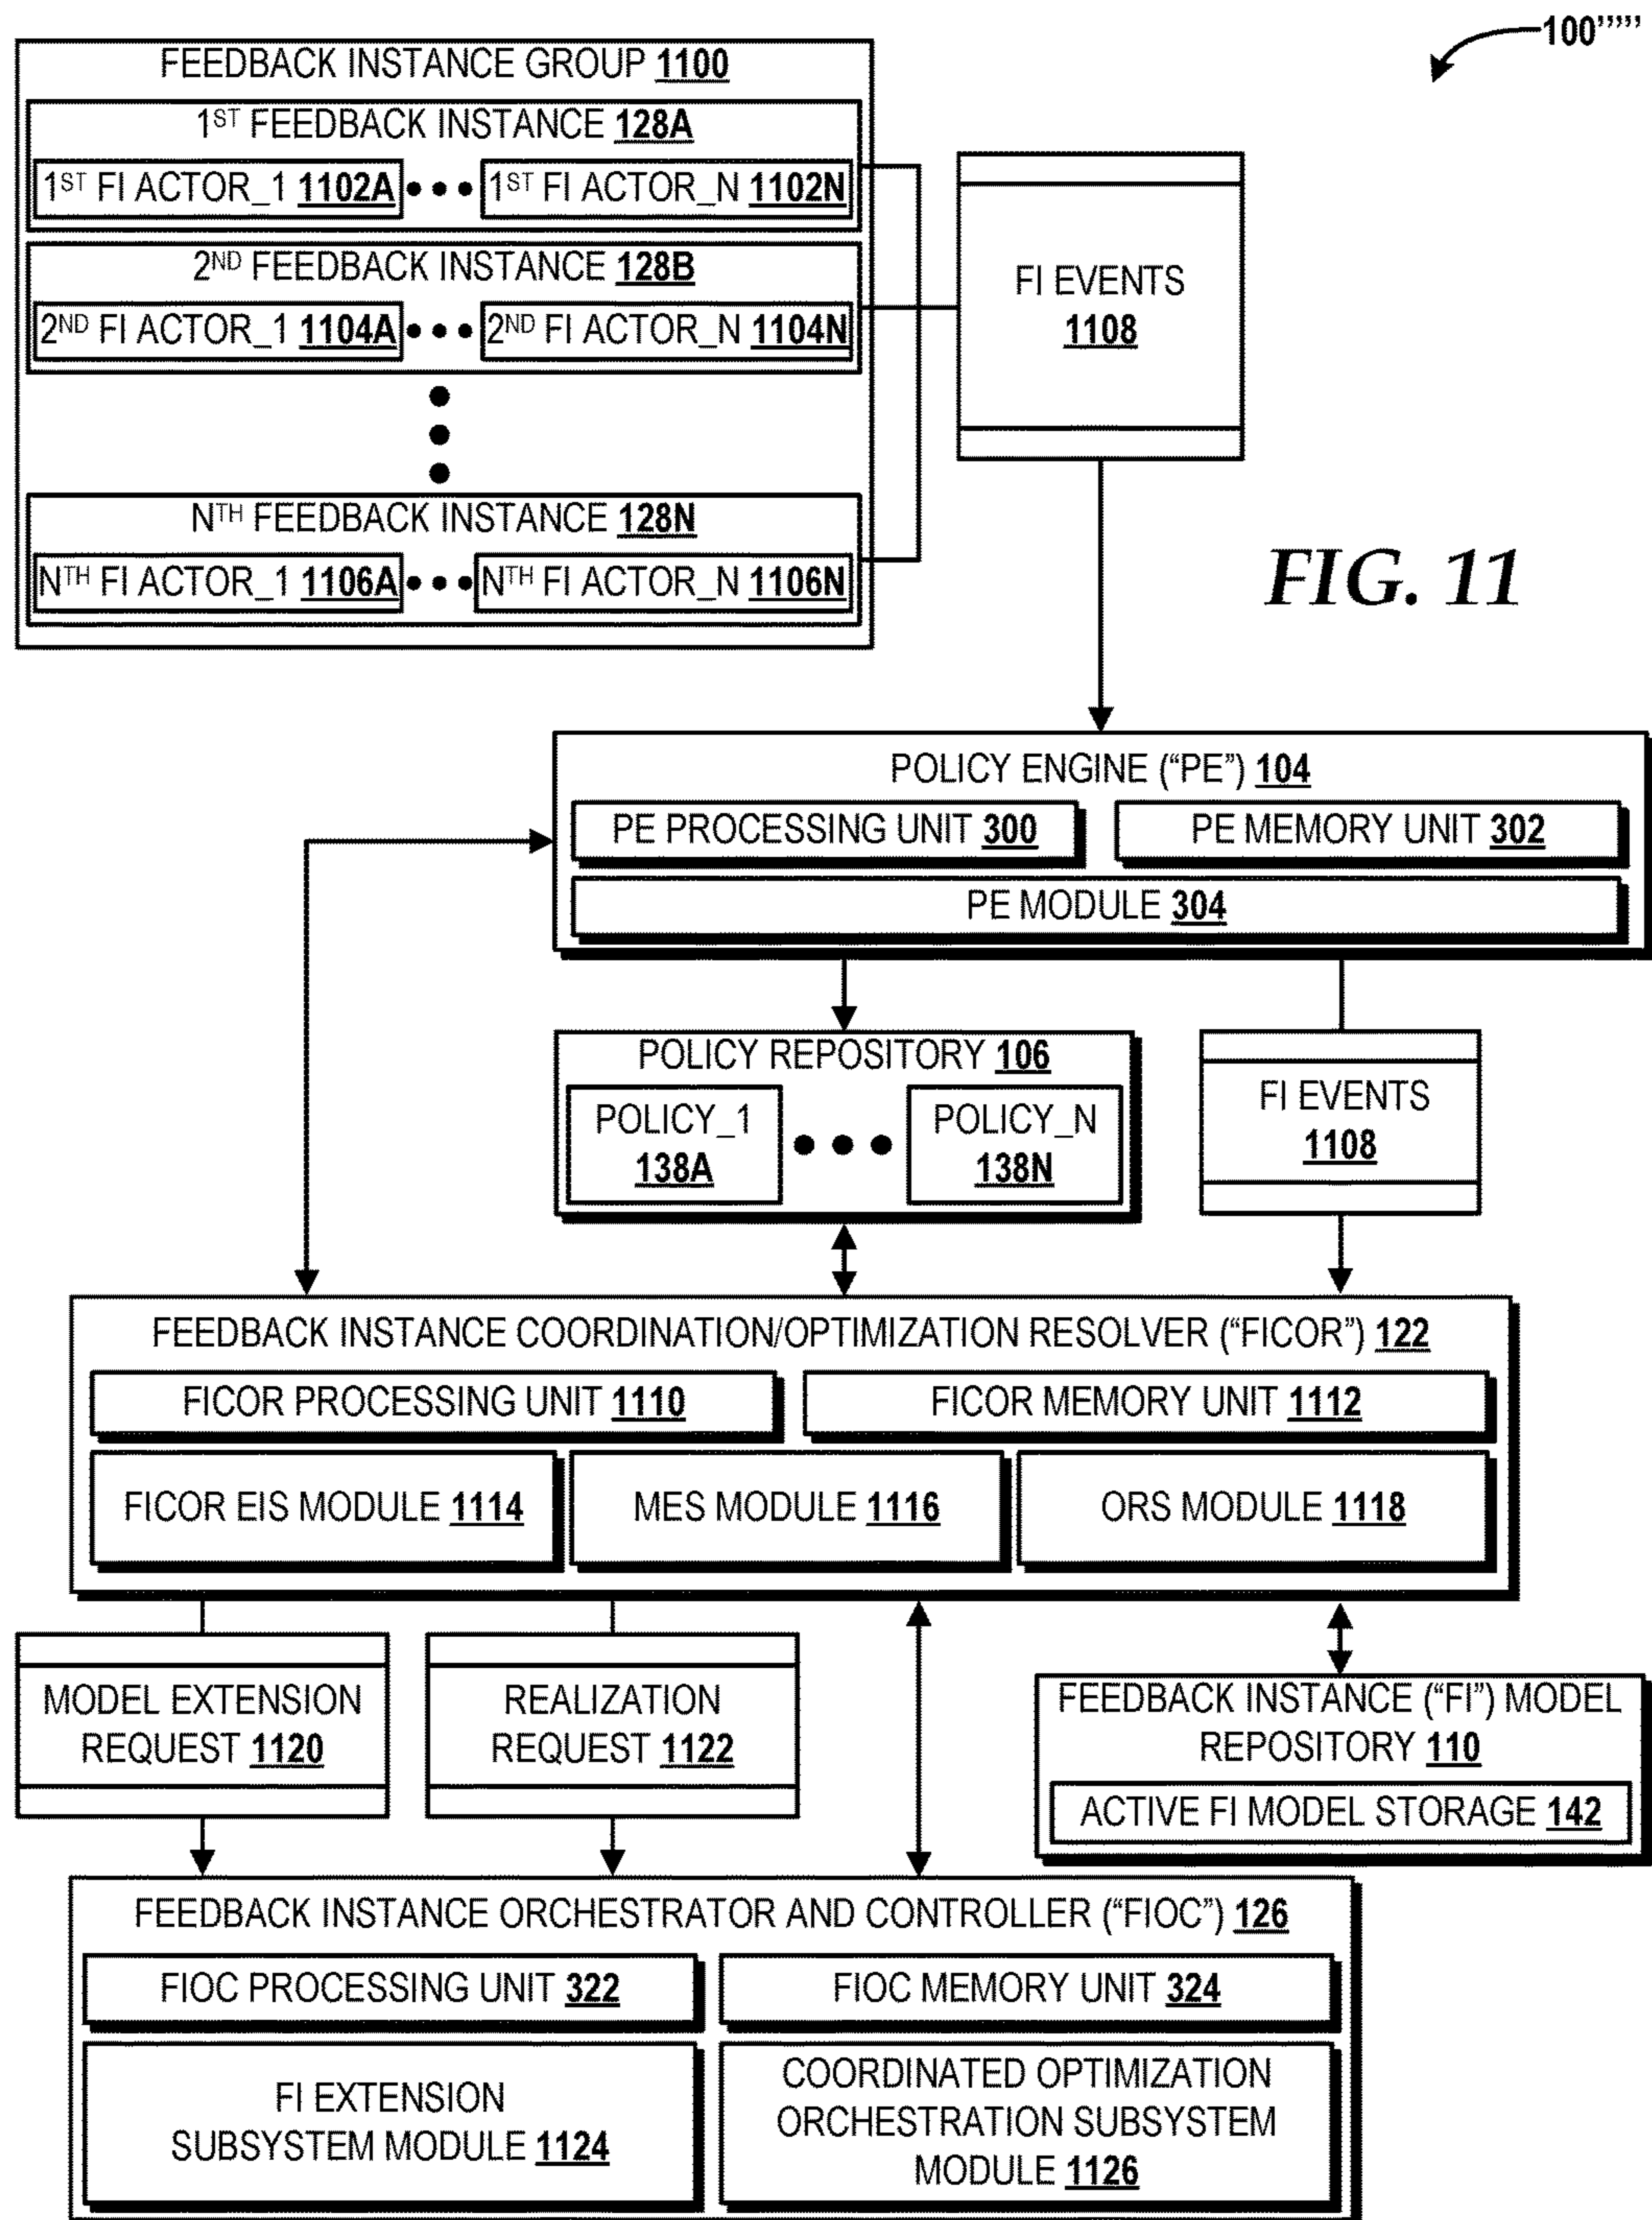 100’’’’’
FEEDBACK INSTANCE GROUP 1100
1ST FEEDBACK INSTANCE 128A
1ST FI ACTOR_1 1102A ••• 1ST FI ACTOR_N 1102N
2ND FEEDBACK INSTANCE 128B
2ND FI ACTOR_1 1104A ••• 2ND FI ACTOR_N 1104N
NTH FEEDBACK INSTANCE 128N
NTH FI ACTOR_1 1106A ••• NTH FI ACTOR_N 1106N
FI EVENTS
1108
FIG. 11
POLICY ENGINE (“PE”) 104
PE PROCESSING UNIT 300
PE MEMORY UNIT 302
PE MODULE 304
POLICY REPOSITORY 106
POLICY_1
138A
POLICY_N
138N
FI EVENTS
1108
FEEDBACK INSTANCE COORDINATION/OPTIMIZATION RESOLVER (“FICOR”) 122
FICOR PROCESSING UNIT 1110
FICOR MEMORY UNIT 1112
FICOR EIS MODULE 1114
MES MODULE 1116
ORS MODULE 1118
MODEL EXTENSION
REQUEST 1120
REALIZATION
REQUEST 1122
FEEDBACK INSTANCE (“FI”) MODEL
REPOSITORY 110
ACTIVE FI MODEL STORAGE 142
FEEDBACK INSTANCE ORCHESTRATOR AND CONTROLLER (“FIOC”) 126
FIOC PROCESSING UNIT 322
FIOC MEMORY UNIT 324
FI EXTENSION
SUBSYSTEM MODULE 1124
COORDINATED OPTIMIZATION
ORCHESTRATION SUBSYSTEM
MODULE 1126